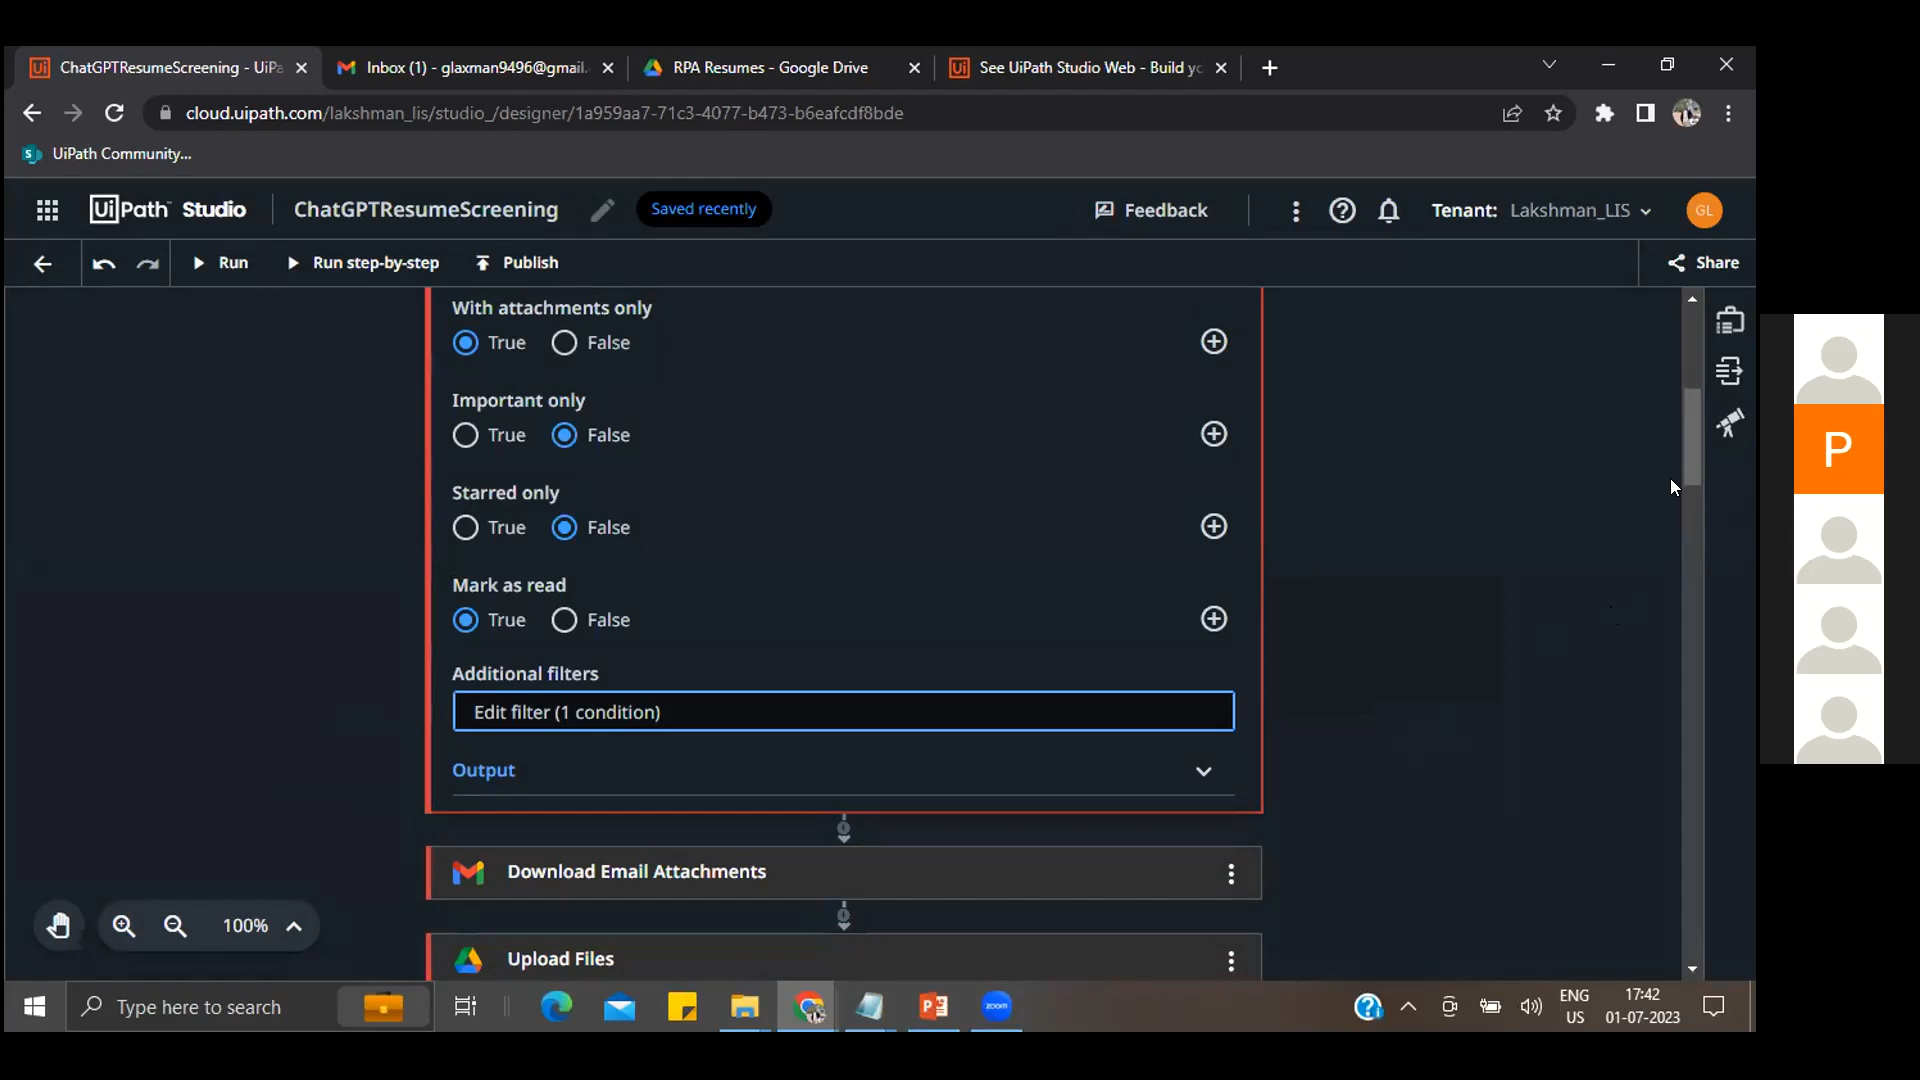 ChatGPTResumeScreening - UiPa
Inbox (1) - glaxman9496@gmail.
RPA Resumes - Google Drive
See UiPath Studio Web - Build yo
cloud.uipath.com/lakshman_lis/studio_/designer/1a959aa7-71c3-4077-b473-b6eafcdf8bde
S UiPath Community...
UiPath Studio
ChatGPTResumeScreening
Saved recently
Feedback
Tenant: Lakshman_LIS
GL
Run
Run step-by-step
Publish
Share
With attachments only
True False
Important only
True False
Starred only
True False
Mark as read
True False
Additional filters
Edit filter (1 condition)
Output
Download Email Attachments
Upload Files
100%
P
Type here to search
zoom
ENG
US
17:42
01-07-2023